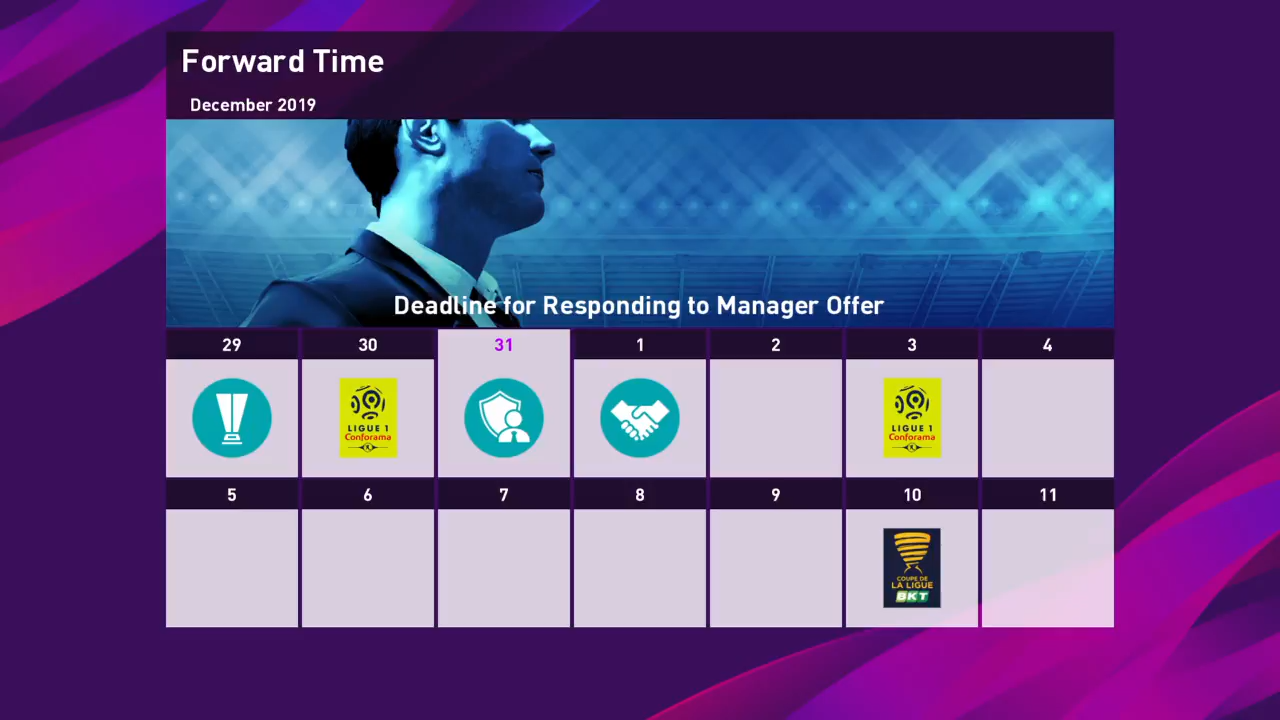 Forward Time
December 2019
Deadline for Responding to Manager Offer
29 30 31 1 2 3 4
LIGUE 1 LIGUE 1
Conforama Conforama
5 6 7 8 9 10 11
COUPE DE
LA LIGUE
BKT